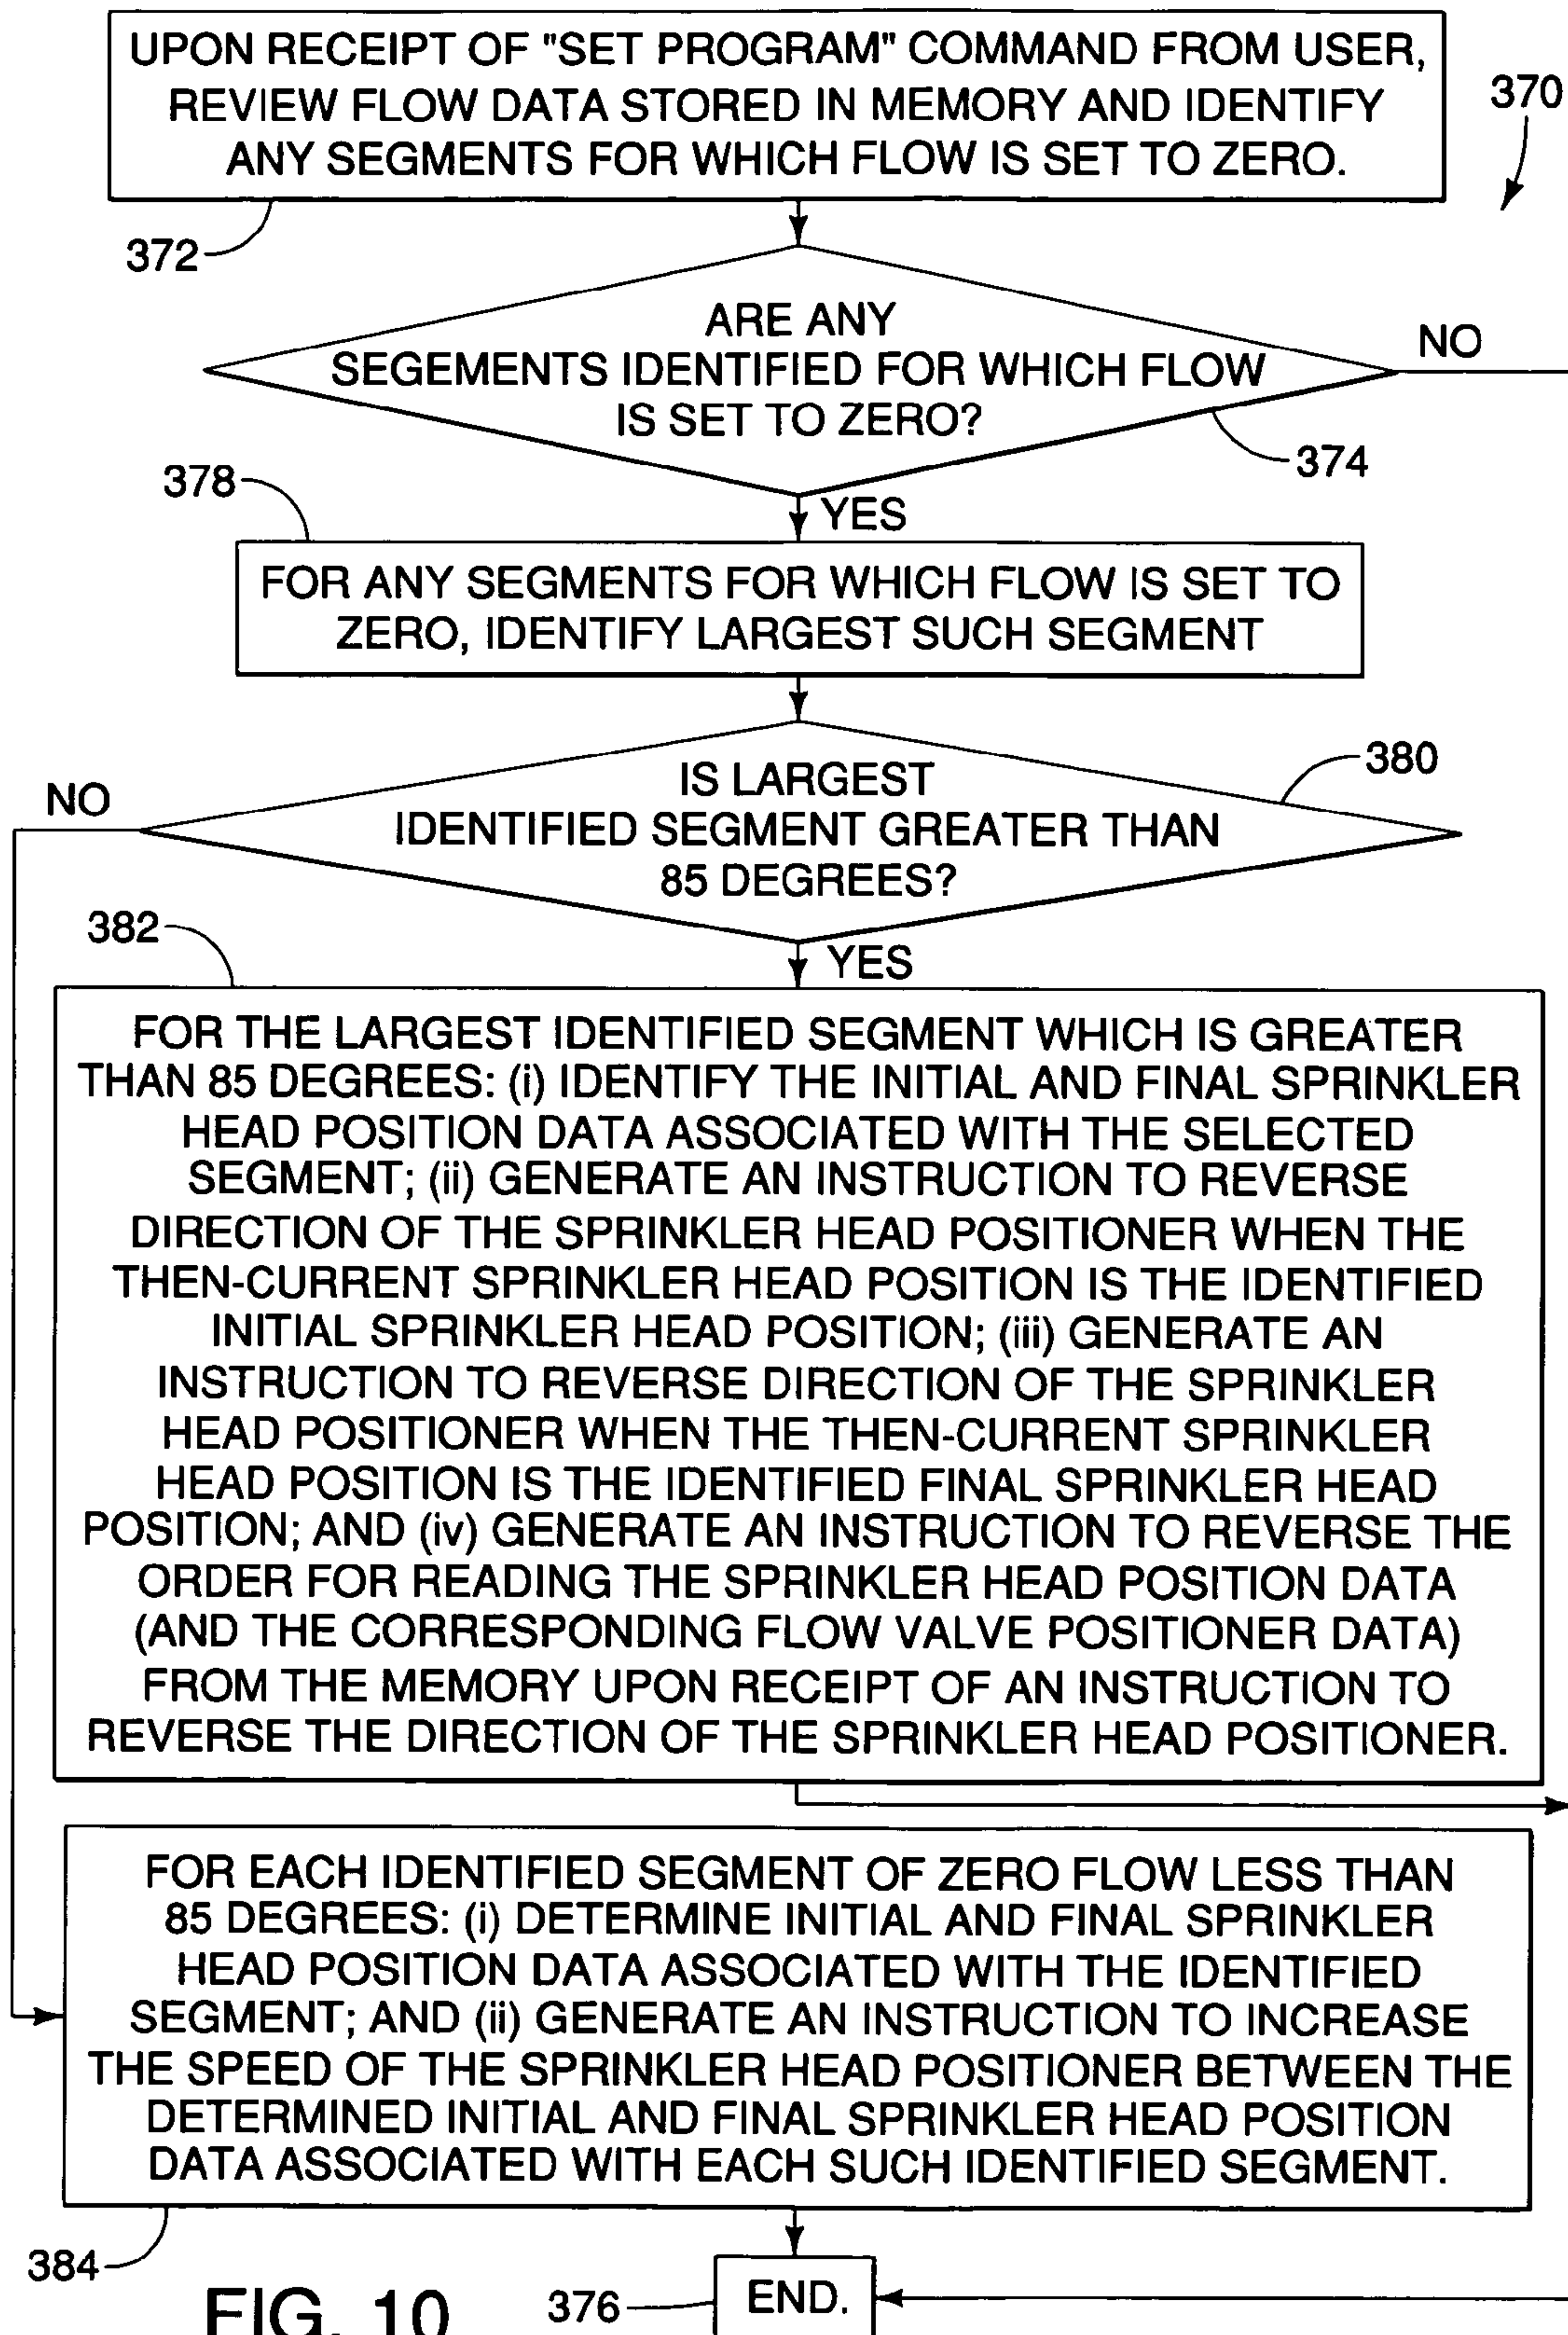 UPON RECEIPT OF "SET PROGRAM" COMMAND FROM USER,
REVIEW FLOW DATA STORED IN MEMORY AND IDENTIFY
ANY SEGMENTS FOR WHICH FLOW IS SET TO ZERO.
370
372
ARE ANY
SEGEMENTS IDENTIFIED FOR WHICH FLOW
IS SET TO ZERO?
NO
374
378
YES
FOR ANY SEGMENTS FOR WHICH FLOW IS SET TO
ZERO, IDENTIFY LARGEST SUCH SEGMENT
380
NO
IS LARGEST
IDENTIFIED SEGMENT GREATER THAN
85 DEGREES?
382
YES
FOR THE LARGEST IDENTIFIED SEGMENT WHICH IS GREATER
THAN 85 DEGREES: (i) IDENTIFY THE INITIAL AND FINAL SPRINKLER
HEAD POSITION DATA ASSOCIATED WITH THE SELECTED
SEGMENT; (ii) GENERATE AN INSTRUCTION TO REVERSE
DIRECTION OF THE SPRINKLER HEAD POSITIONER WHEN THE
THEN-CURRENT SPRINKLER HEAD POSITION IS THE IDENTIFIED
INITIAL SPRINKLER HEAD POSITION; (iii) GENERATE AN
INSTRUCTION TO REVERSE DIRECTION OF THE SPRINKLER
HEAD POSITIONER WHEN THE THEN-CURRENT SPRINKLER
HEAD POSITION IS THE IDENTIFIED FINAL SPRINKLER HEAD
POSITION; AND (iv) GENERATE AN INSTRUCTION TO REVERSE THE
ORDER FOR READING THE SPRINKLER HEAD POSITION DATA
(AND THE CORRESPONDING FLOW VALVE POSITIONER DATA)
FROM THE MEMORY UPON RECEIPT OF AN INSTRUCTION TO
REVERSE THE DIRECTION OF THE SPRINKLER HEAD POSITIONER.
FOR EACH IDENTIFIED SEGMENT OF ZERO FLOW LESS THAN
85 DEGREES: (i) DETERMINE INITIAL AND FINAL SPRINKLER
HEAD POSITION DATA ASSOCIATED WITH THE IDENTIFIED
SEGMENT; AND (ii) GENERATE AN INSTRUCTION TO INCREASE
THE SPEED OF THE SPRINKLER HEAD POSITIONER BETWEEN THE
DETERMINED INITIAL AND FINAL SPRINKLER HEAD POSITION
DATA ASSOCIATED WITH EACH SUCH IDENTIFIED SEGMENT.
384
FIG. 10
376
END.